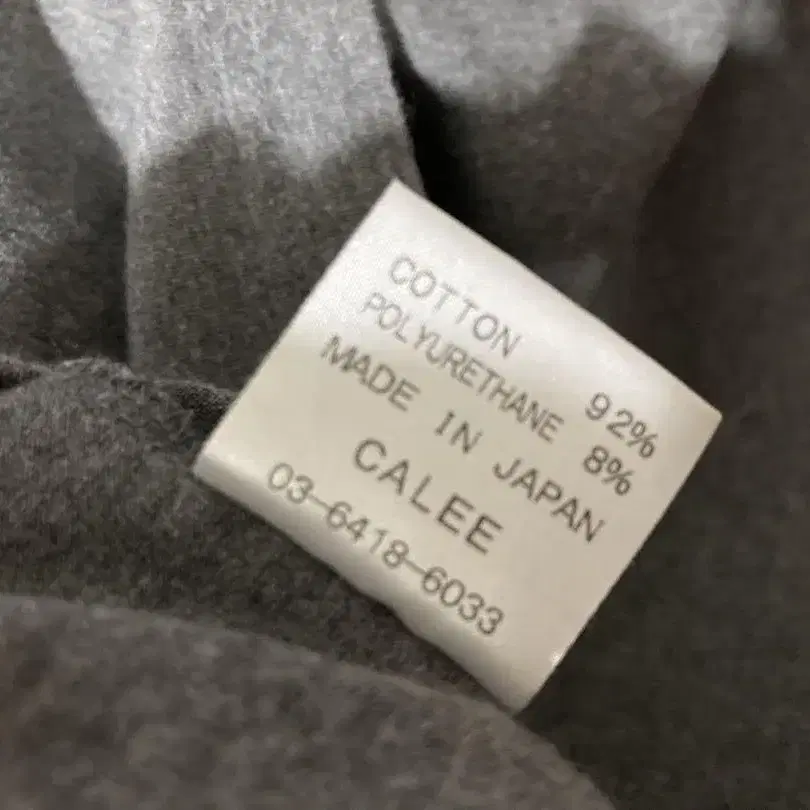 COTTON 92%
POLYURETHANE 8%
MADE IN JAPAN
CALEE
03-6418-6033